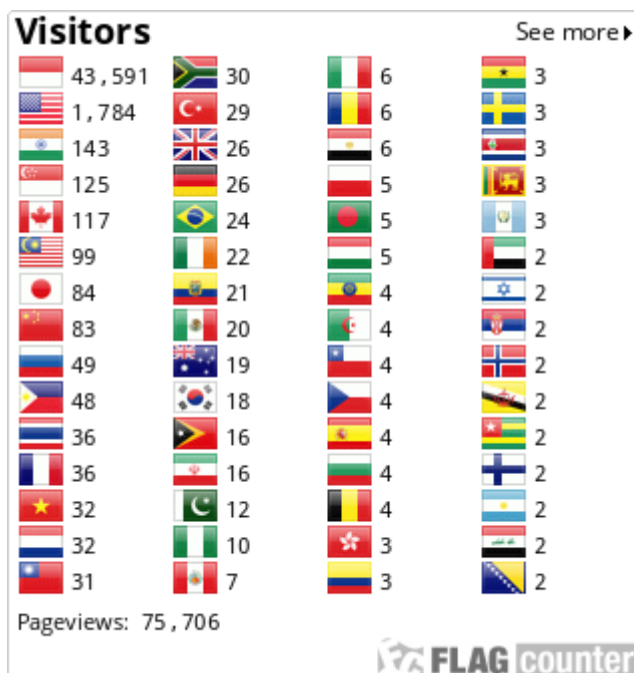 Visitors See more
43,591 30 6 3
1,784 29 6 3
143 26 6 3
125 26 5 3
117 24 5 3
99 22 5 2
84 21 4 2
83 20 4 2
49 19 4 2
48 18 4 2
36 16 4 2
36 16 4 2
32 12 4 2
32 10 3 2
31 7 3 2
Pageviews: 75,706
FLAG counter